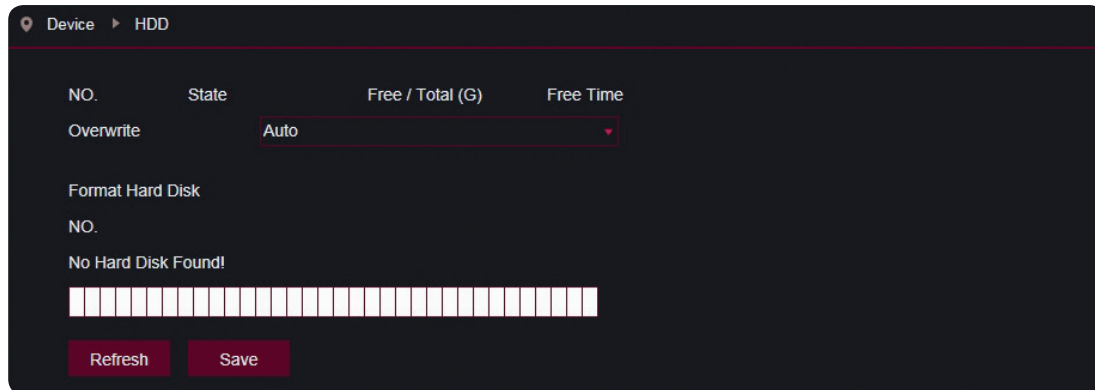 Device HDD
NO. State Free / Total (G) Free Time
Overwrite Auto
Format Hard Disk
NO.
No Hard Disk Found!
Refresh Save